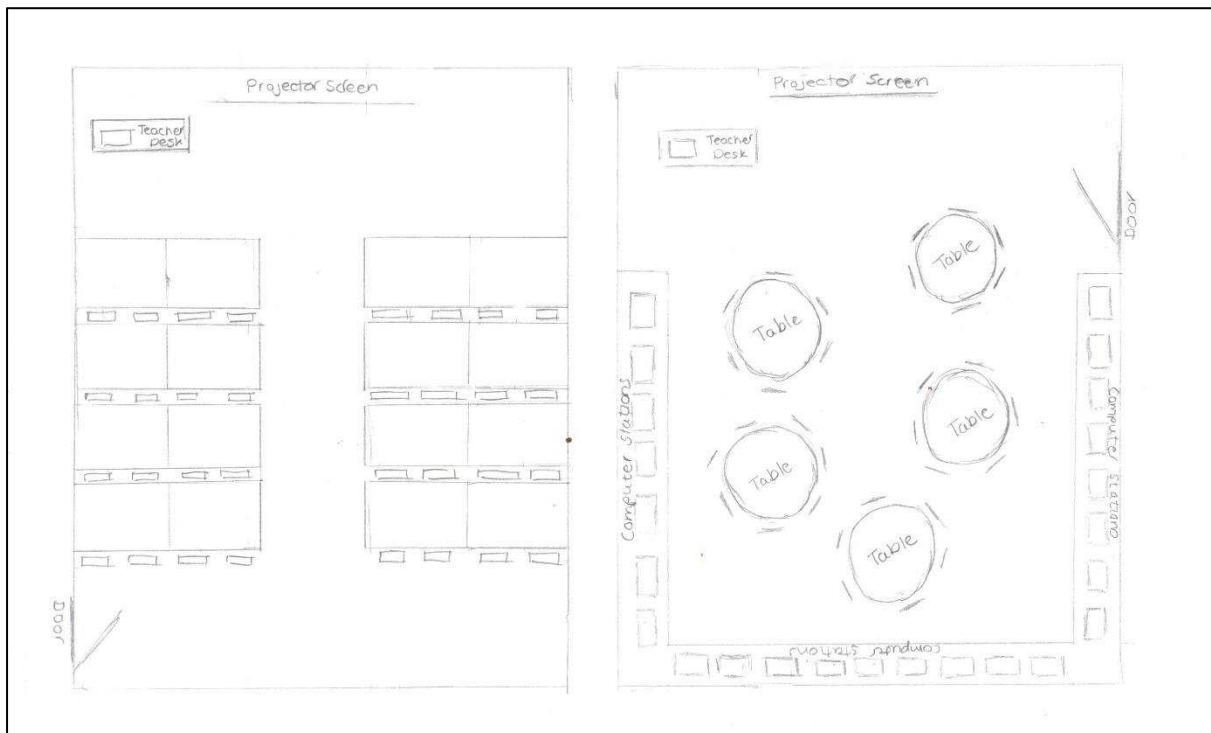 Projector Screen
Teacher
Desk
Door
Projector Screen
Teacher
Desk
Door
Table
Table
Table
Table
Table
Computer Stations
Computer Stations
Computer Stations